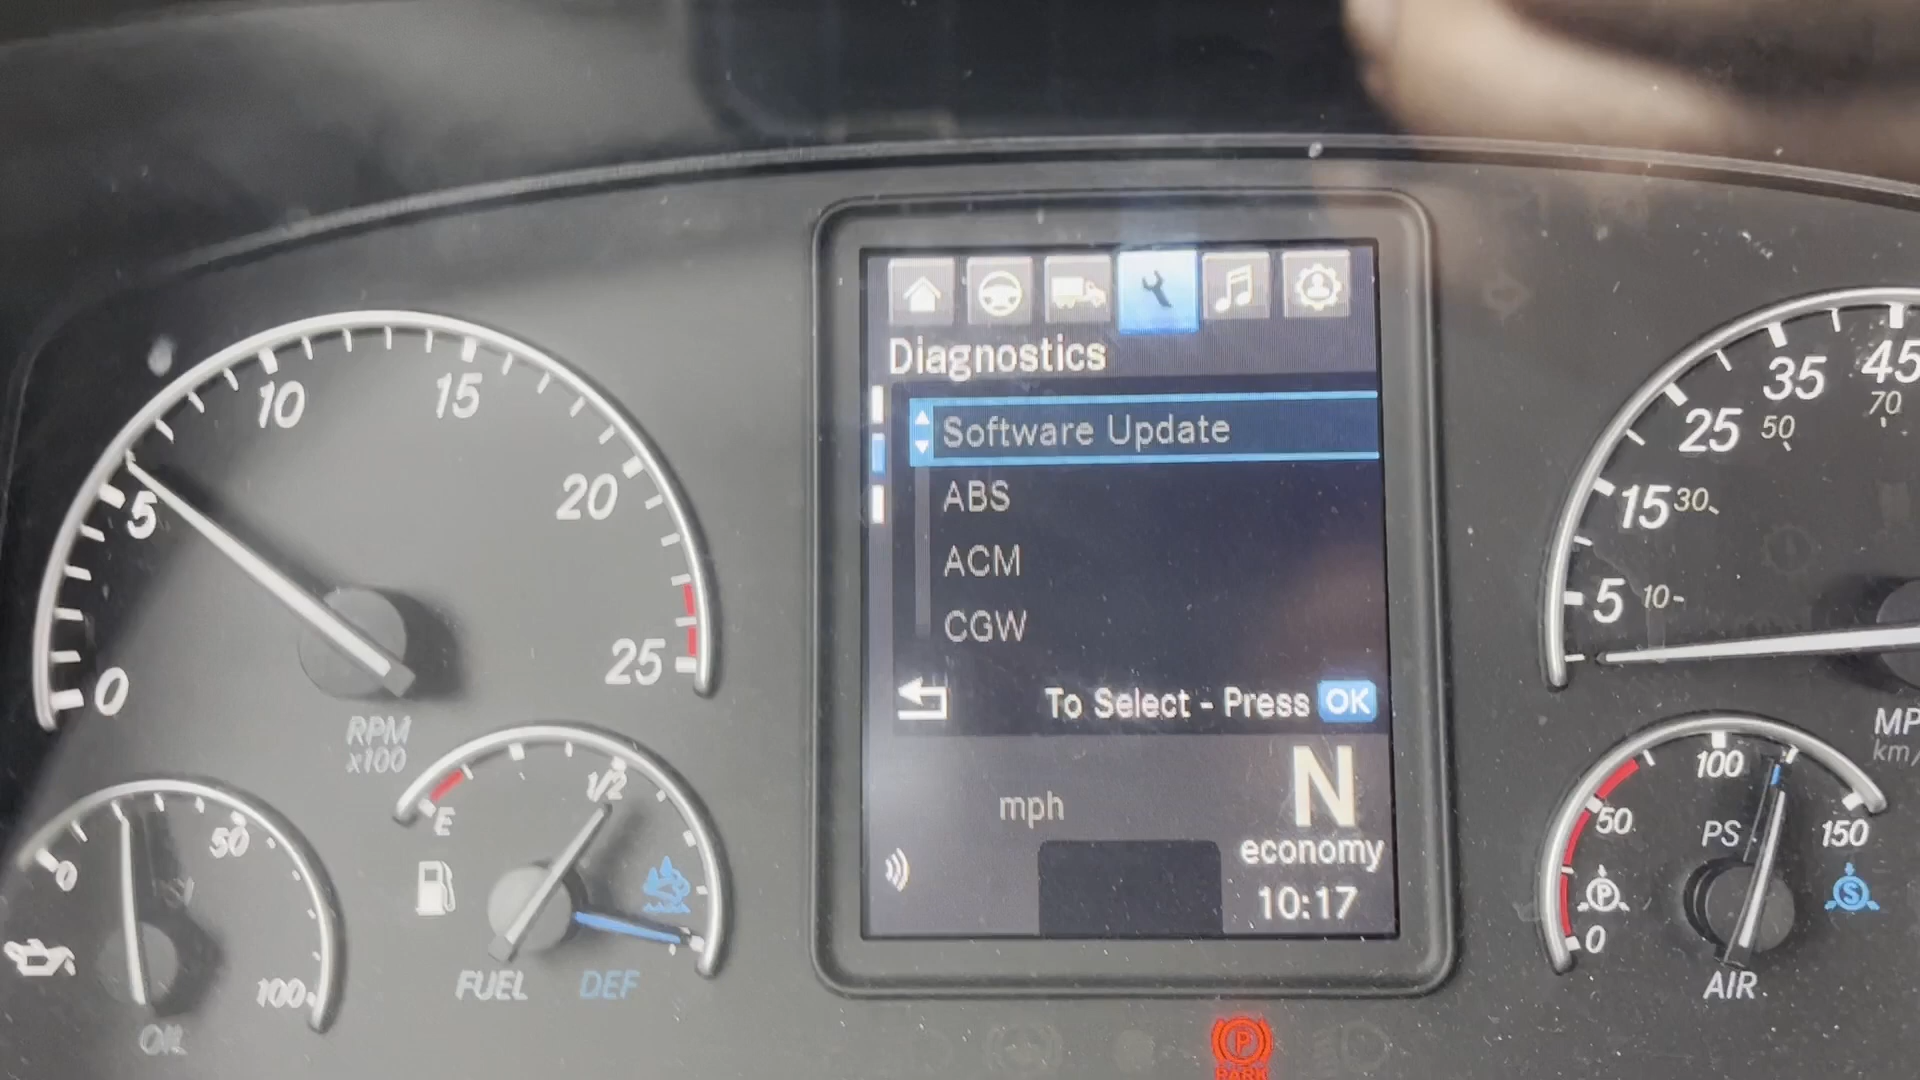 Diagnostics
Software Update
ABS
ACM
CGW
To Select - Press OK
N
mph
economy
10:17
0
5
10
15
20
25
RPM
x100
E
1/2
FUEL
DEF
0
50
100
OIL
5
15
25
35
45
10
30
50
70
MP
km/
0
50
100
150
PS
P
S
AIR
P
PARK